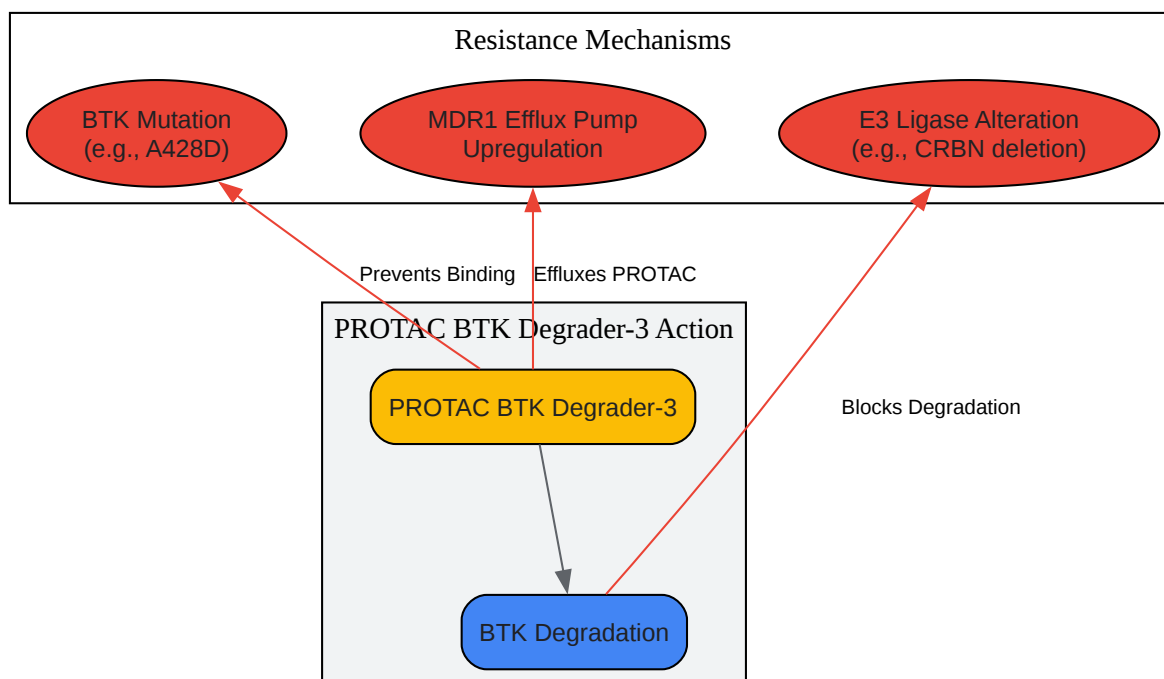 Resistance Mechanisms
BTK Mutation
(e.g., A428D)
MDR1 Efflux Pump
Upregulation
E3 Ligase Alteration
(e.g., CRBN deletion)
Prevents Binding
Effluxes PROTAC
PROTAC BTK Degrader-3 Action
PROTAC BTK Degrader-3
Blocks Degradation
BTK Degradation